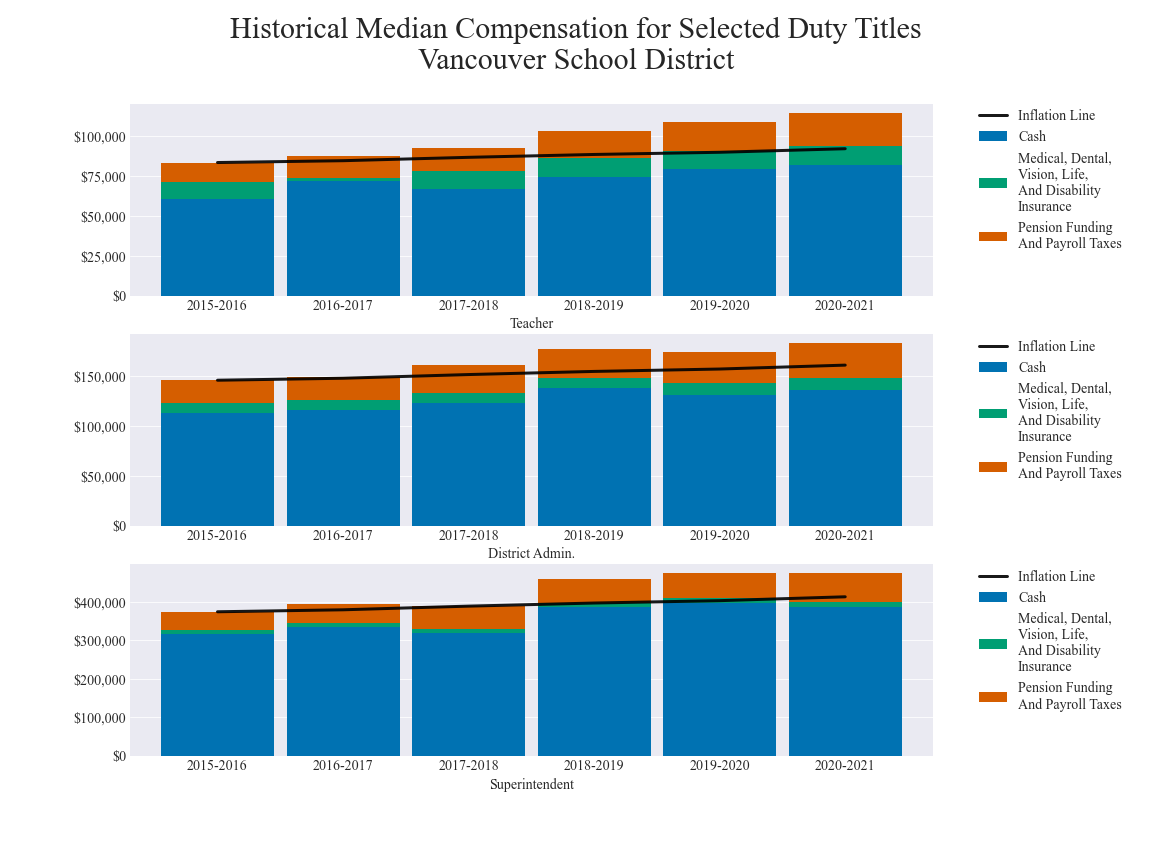 Historical Median Compensation for Selected Duty Titles
Vancouver School District
$100,000
$75,000
$50,000
$25,000
$0
2015-2016 2016-2017 2017-2018 2018-2019 2019-2020 2020-2021
Teacher
Inflation Line
Cash
Medical, Dental,
Vision, Life,
And Disability
Insurance
Pension Funding
And Payroll Taxes
$150,000
$100,000
$50,000
$0
2015-2016 2016-2017 2017-2018 2018-2019 2019-2020 2020-2021
District Admin.
Inflation Line
Cash
Medical, Dental,
Vision, Life,
And Disability
Insurance
Pension Funding
And Payroll Taxes
$400,000
$300,000
$200,000
$100,000
$0
2015-2016 2016-2017 2017-2018 2018-2019 2019-2020 2020-2021
Superintendent
Inflation Line
Cash
Medical, Dental,
Vision, Life,
And Disability
Insurance
Pension Funding
And Payroll Taxes